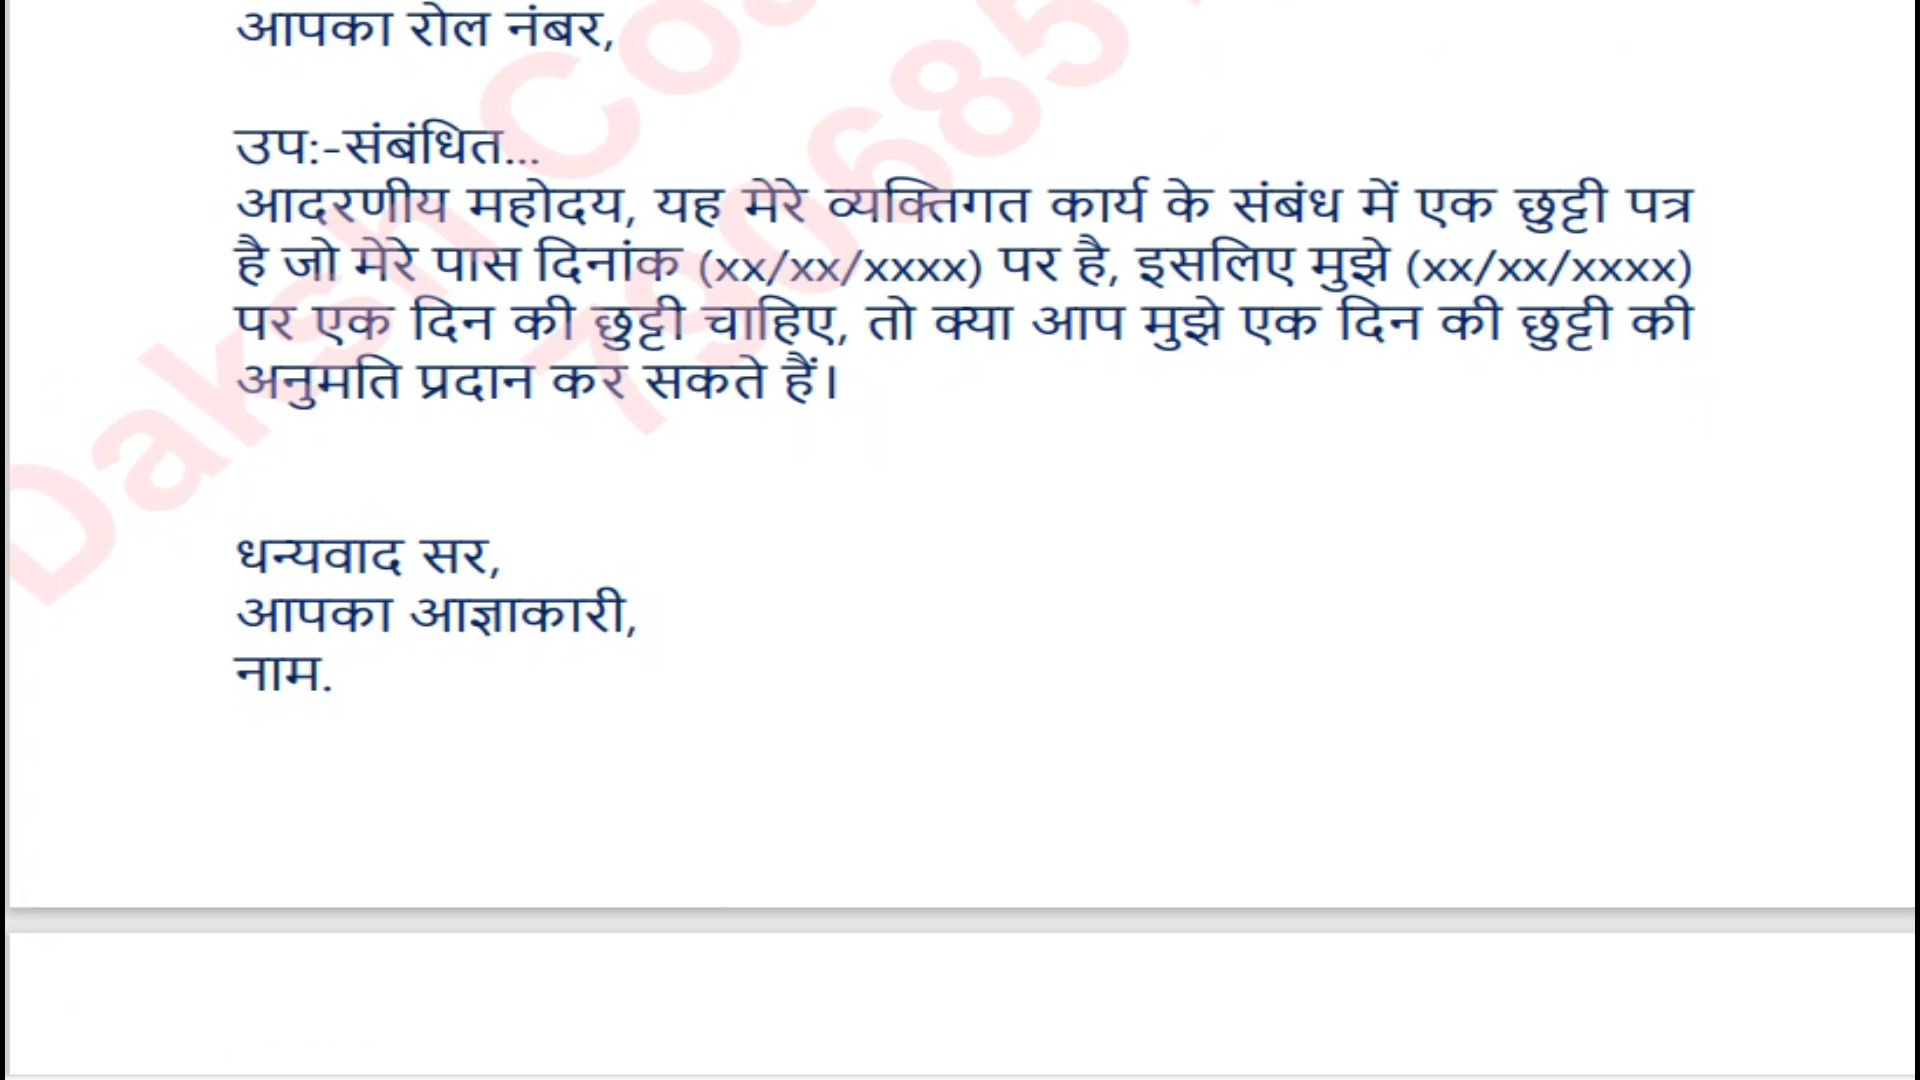 आपका रोल नंबर,
उप:-संबंधित...
आदरणीय महोदय, यह मेरे व्यक्तिगत कार्य के संबंध में एक छुट्टी पत्र
है जो मेरे पास दिनांक (xx/xx/xxxx) पर है, इसलिए मुझे (xx/xx/xxxx)
पर एक दिन की छुट्टी चाहिए, तो क्या आप मुझे एक दिन की छुट्टी की
अनुमति प्रदान कर सकते हैं।
धन्यवाद सर,
आपका आज्ञाकारी,
नाम.
Daksh